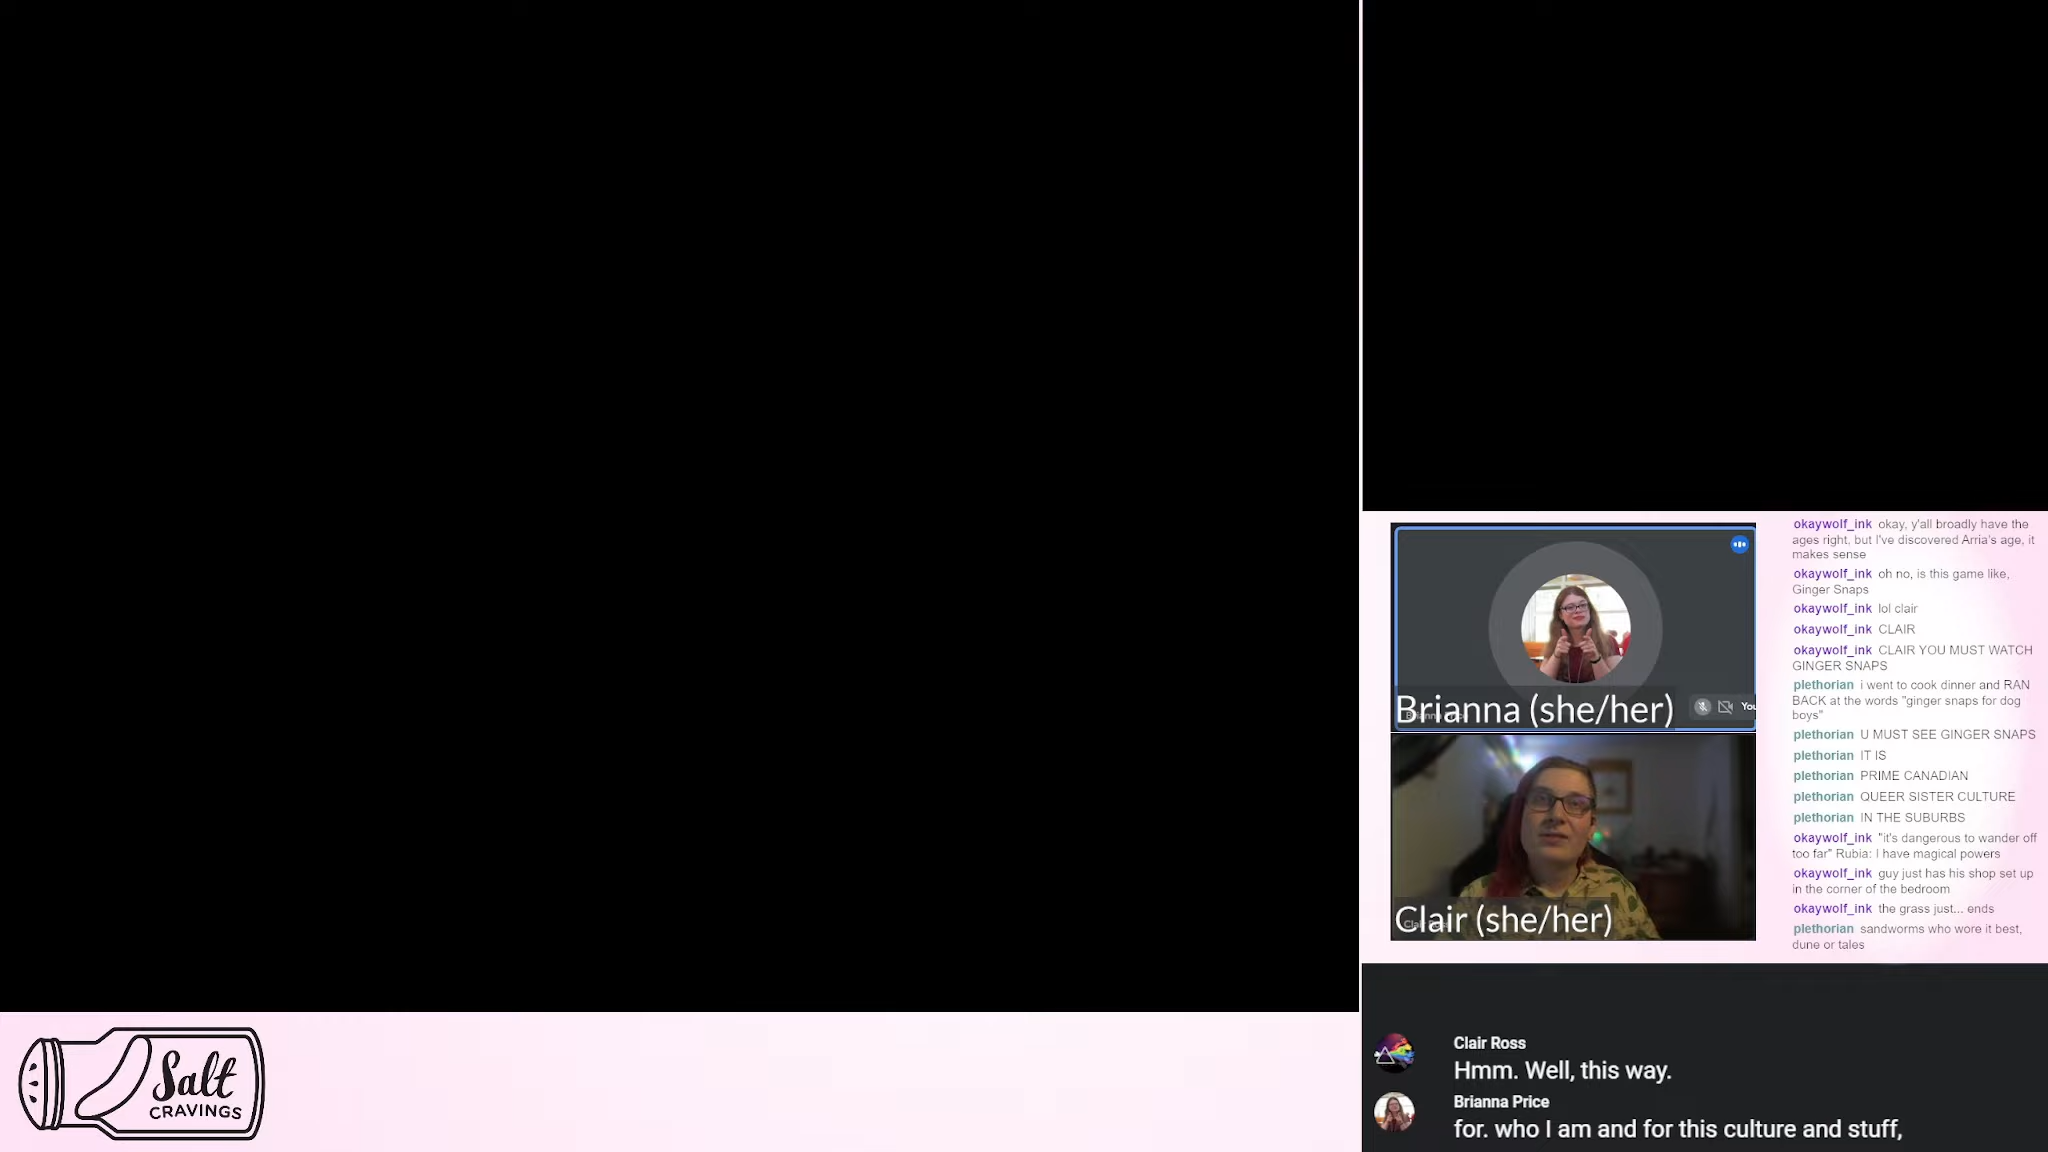 okaywolf_ink okay, y'all broadly have the
ages right, but I've discovered Arria's age, it
makes sense
okaywolf_ink oh no, is this game like,
Ginger Snaps
okaywolf_ink lol clair
okaywolf_ink CLAIR
okaywolf_ink CLAIR YOU MUST WATCH
GINGER SNAPS
plethorian i went to cook dinner and RAN
BACK at the words "ginger snaps for dog
boys"
plethorian U MUST SEE GINGER SNAPS
plethorian IT IS
plethorian PRIME CANADIAN
plethorian QUEER SISTER CULTURE
plethorian IN THE SUBURBS
okaywolf_ink "it's dangerous to wander off
too far" Rubia: I have magical powers
okaywolf_ink guy just has his shop set up
in the corner of the bedroom
okaywolf_ink the grass just... ends
plethorian sandworms who wore it best,
dune or tales
Brianna (she/her)
You
Clair (she/her)
Clair Ross
Hmm. Well, this way.
Brianna Price
for. who I am and for this culture and stuff,
Salt
CRAVINGS